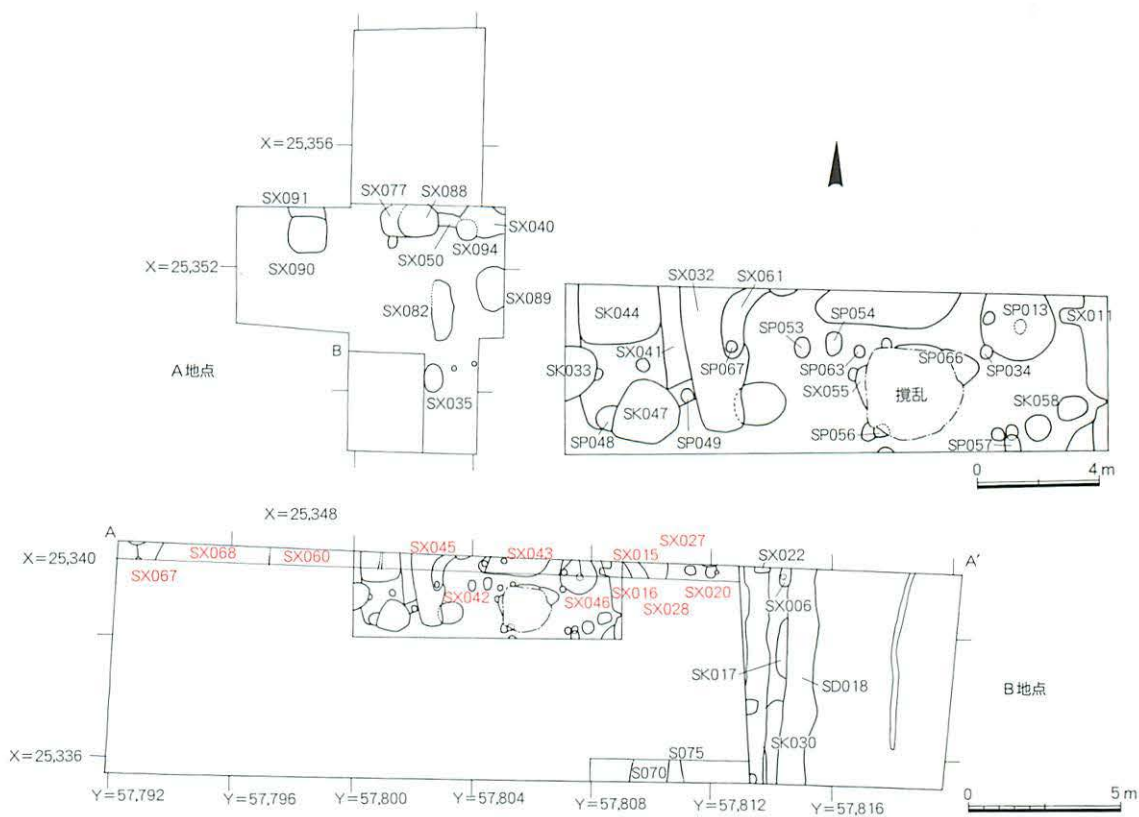 X=25,356
SX091
SX077
SX088
SX040
SX094
SX050
SX090
X=25,352
SX089
SX082
B
A地点
SX035
X=25,348
SX032
SX061
SK044
SP053
SP054
SP013
SX011
SX041
SP067
SP063
SP066
SP034
SK033
SX055
撹乱
SK058
SK047
SP048
SP049
SP056
SP057
0 4m
A
X=25,340
SX068
SX060
SX067
SX045
SX043
SX015
SX027
SX022
A′
SX042
SX046
SX016
SX028
SX020
SX006
SK017
SD018
B地点
SK030
X=25,336
S075
S070
Y=57,792
Y=57,796
Y=57,800
Y=57,804
Y=57,808
Y=57,812
Y=57,816
0 5m